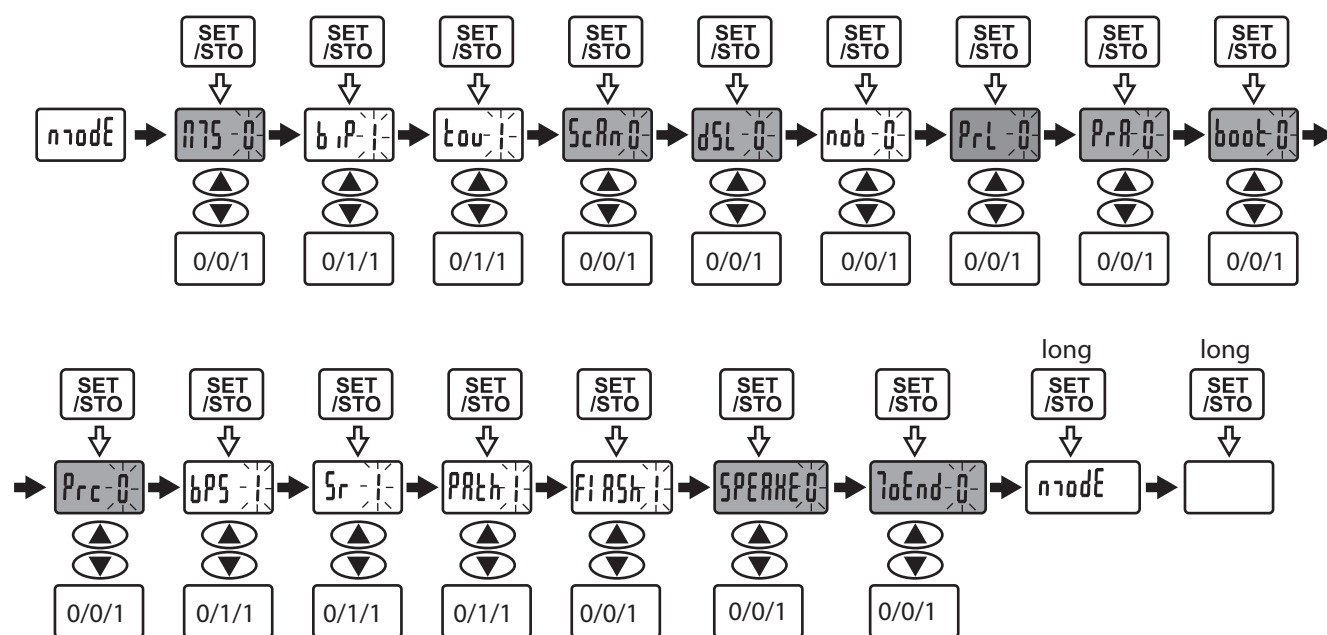 SET /STO SET /STO SET /STO SET /STO SET /STO SET /STO SET /STO SET /STO SET /STO
modE MTS-0 biP-1 tou-1 ScAn-0 dSL-0 nob-0 PrL-0 PrA-0 boot-0
0/0/1 0/1/1 0/1/1 0/0/1 0/0/1 0/0/1 0/0/1 0/0/1 0/0/1
long long
SET /STO SET /STO SET /STO SET /STO SET /STO SET /STO SET /STO SET /STO SET /STO
Prc-0 bPS-1 Sr-1 PAth-1 FlASh-1 SPEAKE0 ToEnd-0 modE
0/0/1 0/1/1 0/1/1 0/1/1 0/0/1 0/0/1 0/0/1